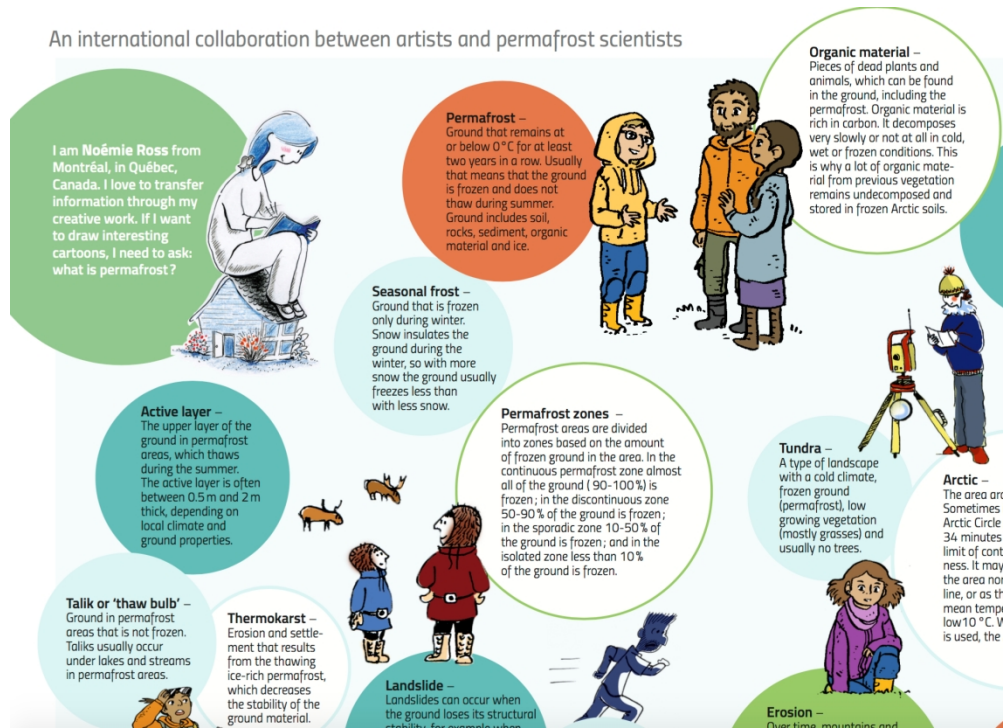 An international collaboration between artists and permafrost scientists
I am Noémie Ross from
Montréal, in Québec,
Canada. I love to transfer
information through my
creative work. If I want
to draw interesting
cartoons, I need to ask:
what is permafrost?
Permafrost –
Ground that remains at
or below 0°C for at least
two years in a row. Usually
that means that the ground
is frozen and does not
thaw during summer.
Ground includes soil,
rocks, sediment, organic
material and ice.
Organic material –
Pieces of dead plants and
animals, which can be found
in the ground, including the
permafrost. Organic material is
rich in carbon. It decomposes
very slowly or not at all in cold,
wet or frozen conditions. This
is why a lot of organic mate-
rial from previous vegetation
remains undecomposed and
stored in frozen Arctic soils.
Seasonal frost –
Ground that is frozen
only during winter.
Snow insulates the
ground during the
winter, so with more
snow the ground usually
freezes less than
with less snow.
Active layer –
The upper layer of the
ground in permafrost
areas, which thaws
during the summer.
The active layer is often
between 0.5 m and 2 m
thick, depending on
local climate and
ground properties.
Permafrost zones –
Permafrost areas are divided
into zones based on the amount
of frozen ground in the area. In the
continuous permafrost zone almost
all of the ground (90-100%) is
frozen; in the discontinuous zone
50-90% of the ground is frozen;
in the sporadic zone 10-50% of
the ground is frozen; and in the
isolated zone less than 10%
of the ground is frozen.
Tundra –
A type of landscape
with a cold climate,
frozen ground
(permafrost), low
growing vegetation
(mostly grasses) and
usually no trees.
Arctic –
The area
Sometimes
Arctic Circle
34 minutes
limit of
ness. It may
the area
line, or as
mean
low 10 °C.
is used, the
Talik or ‘thaw bulb’ –
Ground in permafrost
areas that is not frozen.
Taliks usually occur
under lakes and streams
in permafrost areas.
Thermokarst –
Erosion and settle-
ment that results
from the thawing
ice-rich permafrost,
which decreases
the stability of the
ground material.
Landslide –
Landslides can occur when
the ground loses its structural
stability, for example when
Erosion –
Over time, mountains and